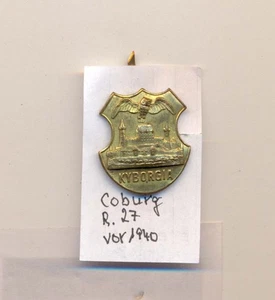 KYBORGIA
Coburg
R. 27
vor 1940